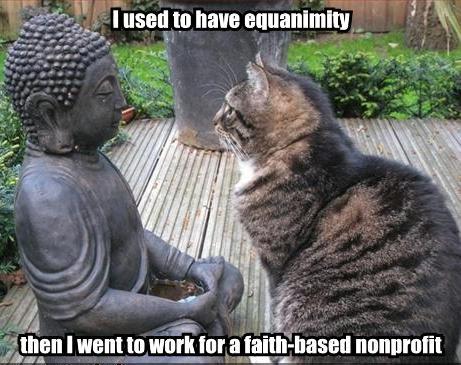 I used to have equanimity
then I went to work for a faith-based nonprofit